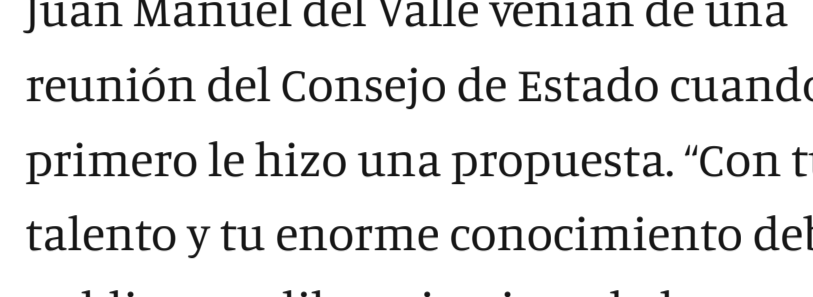 Juan Manuel del Valle venían de una
reunión del Consejo de Estado cuando
primero le hizo una propuesta. “Con
talento y tu enorme conocimiento